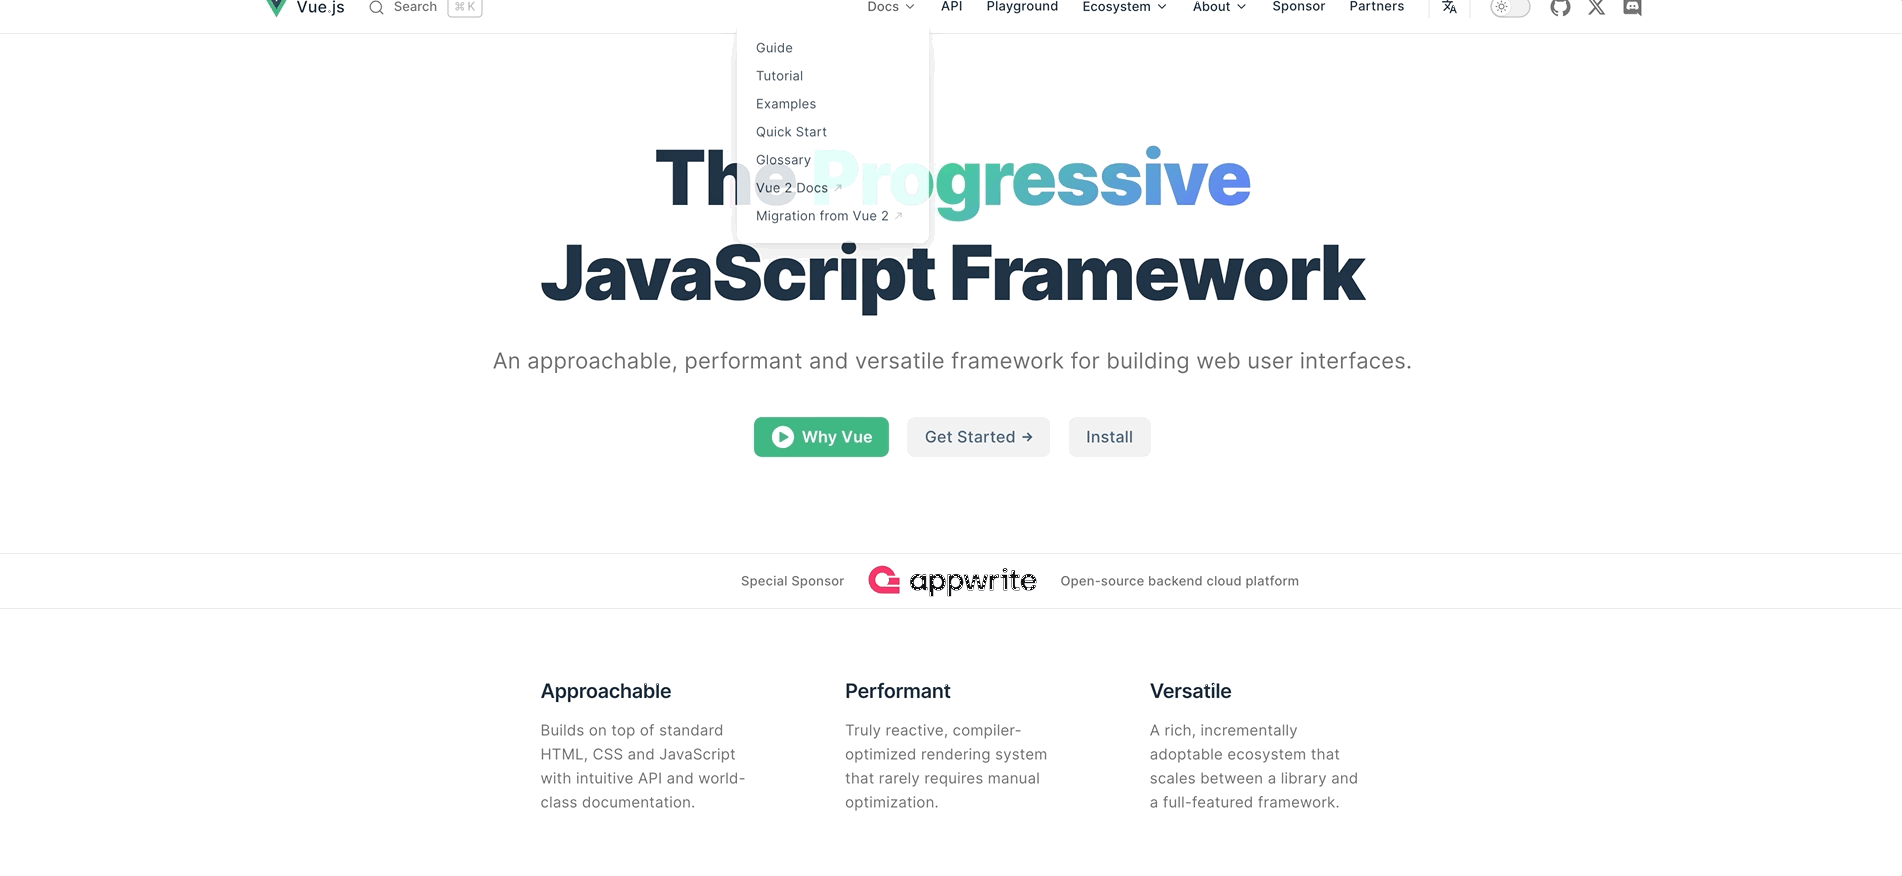 Vue.js Search ⌘ K Docs API Playground Ecosystem About Sponsor Partners
Guide
Tutorial
Examples
Quick Start
Glossary
Vue 2 Docs ↗
Migration from Vue 2 ↗
The Progressive
JavaScript Framework
An approachable, performant and versatile framework for building web user interfaces.
Why Vue Get Started → Install
Special Sponsor appwrite Open-source backend cloud platform
Approachable
Builds on top of standard
HTML, CSS and JavaScript
with intuitive API and world-
class documentation.
Performant
Truly reactive, compiler-
optimized rendering system
that rarely requires manual
optimization.
Versatile
A rich, incrementally
adoptable ecosystem that
scales between a library and
a full-featured framework.